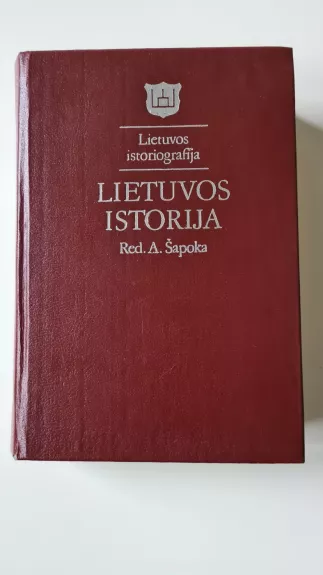 Lietuvos
istoriografija
LIETUVOS
ISTORIJA
Red. A. Šapoka